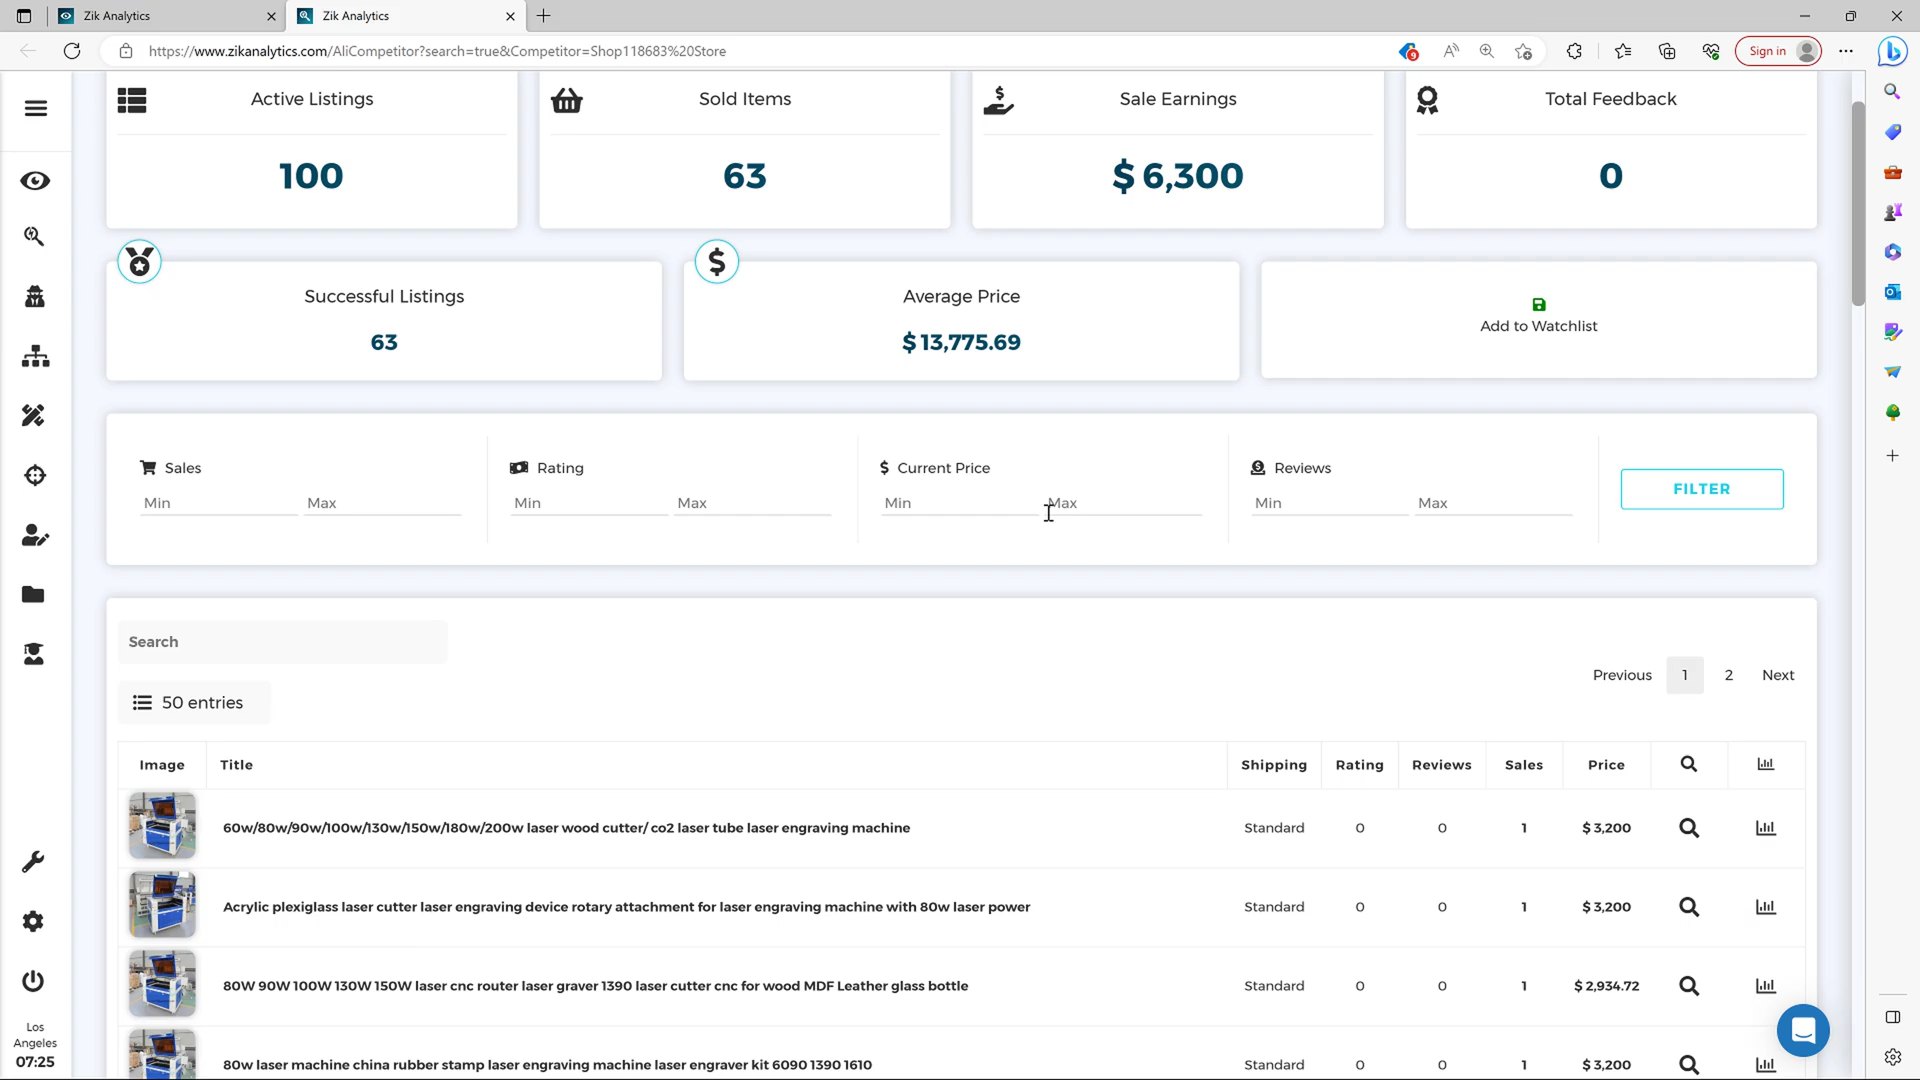 Zik Analytics
Zik Analytics
https://www.zikanalytics.com/AliCompetitor?search=true&Competitor=Shop118683%20Store
9
Sign in
Active Listings
Sold Items
Sale Earnings
Total Feedback
100
63
$ 6,300
0
Successful Listings
63
Average Price
$ 13,775.69
Add to Watchlist
Sales
Rating
Current Price
Reviews
Min
Max
Min
Max
Min
Max
Min
Max
FILTER
Search
50 entries
Previous 1 2 Next
Image Title Shipping Rating Reviews Sales Price
60w/80w/90w/100w/130w/150w/180w/200w laser wood cutter/ co2 laser tube laser engraving machine Standard 0 0 1 $ 3,200
Acrylic plexiglass laser cutter laser engraving device rotary attachment for laser engraving machine with 80w laser power Standard 0 0 1 $ 3,200
80W 90W 100W 130W 150W laser cnc router laser graver 1390 laser cutter cnc for wood MDF Leather glass bottle Standard 0 0 1 $ 2,934.72
80w laser machine china rubber stamp laser engraving machine laser engraver kit 6090 1390 1610 Standard 0 0 1 $ 3,200
Los
Angeles
07:25